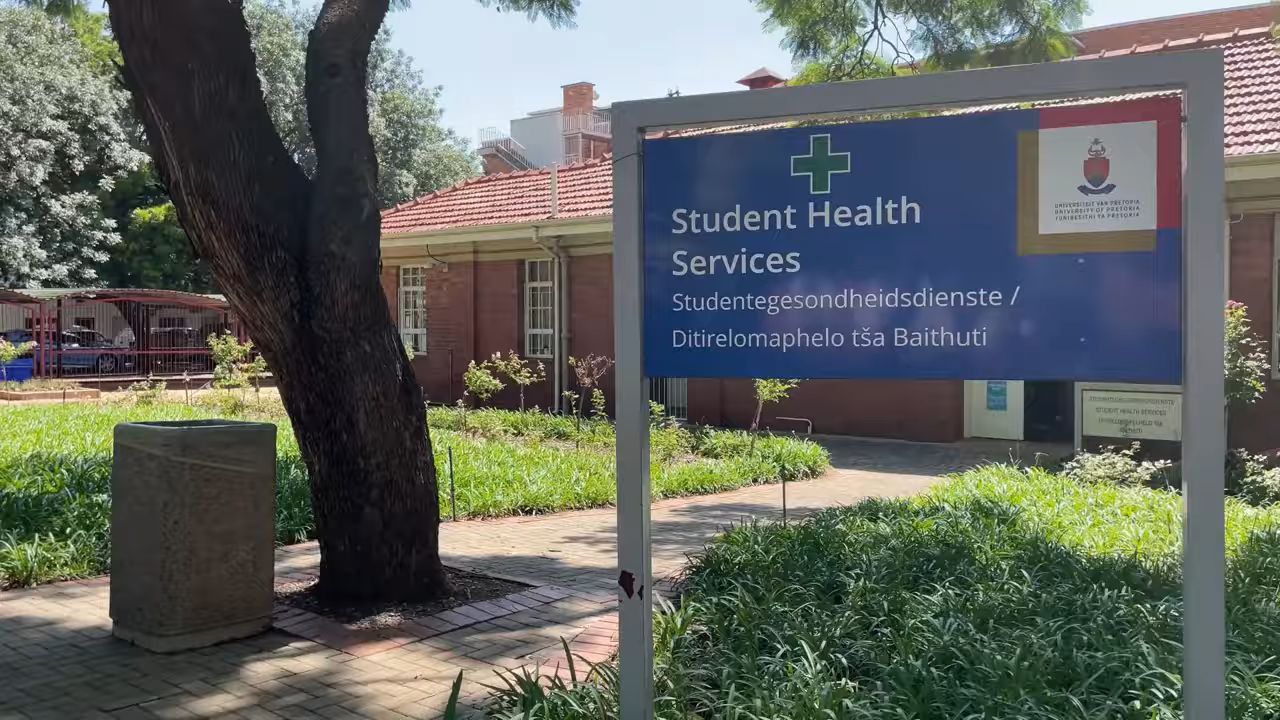 Student Health
Services
Studentegesondheidsdienste /
Ditirelomaphelo tša Baithuti
UNIVERSITEIT VAN PRETORIA
UNIVERSITY OF PRETORIA
YUNIBESITHI YA PRETORIA
STUDENT HEALTH SERVICES